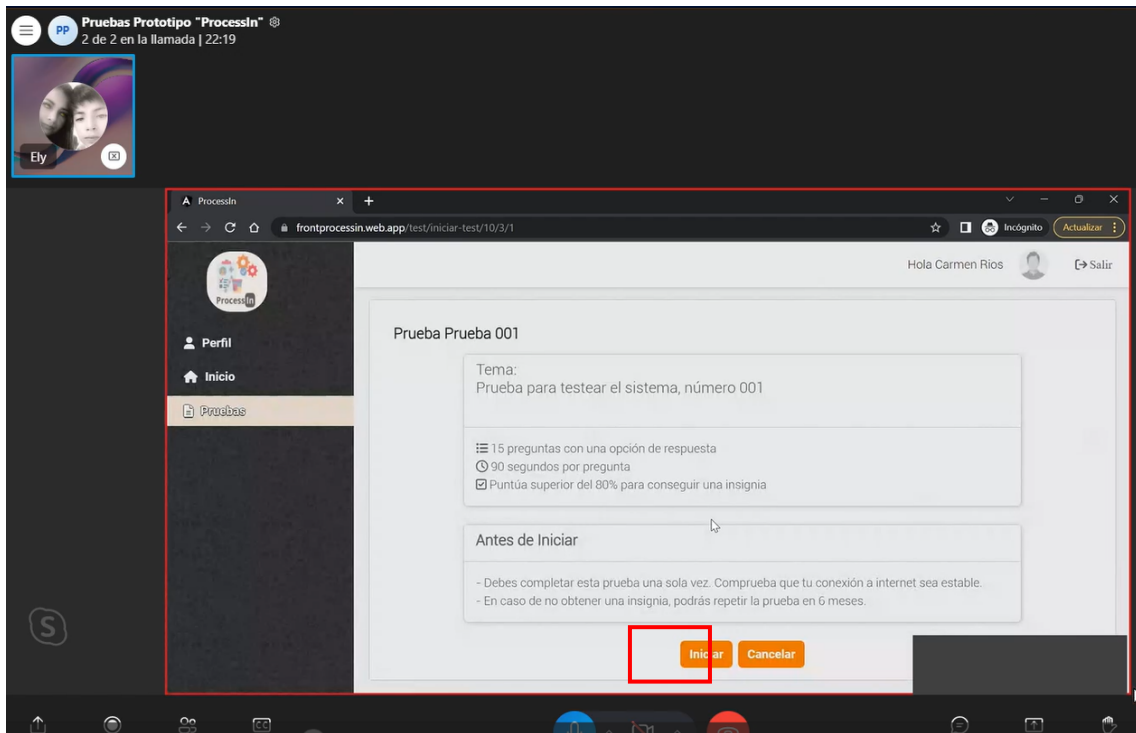 PP
Pruebas Prototipo "ProcessIn"
2 de 2 en la llamada | 22:19
Ely
ProcessIn
frontprocessin.web.app/test/iniciar-test/10/3/1
Incógnito
Actualizar
ProcessIn
Hola Carmen Rios
Salir
Perfil
Inicio
Pruebas
Prueba Prueba 001
Tema:
Prueba para testear el sistema, número 001
15 preguntas con una opción de respuesta
90 segundos por pregunta
Puntúa superior del 80% para conseguir una insignia
Antes de Iniciar
- Debes completar esta prueba una sola vez. Comprueba que tu conexión a internet sea estable.
- En caso de no obtener una insignia, podrás repetir la prueba en 6 meses.
Iniciar
Cancelar
S
CC